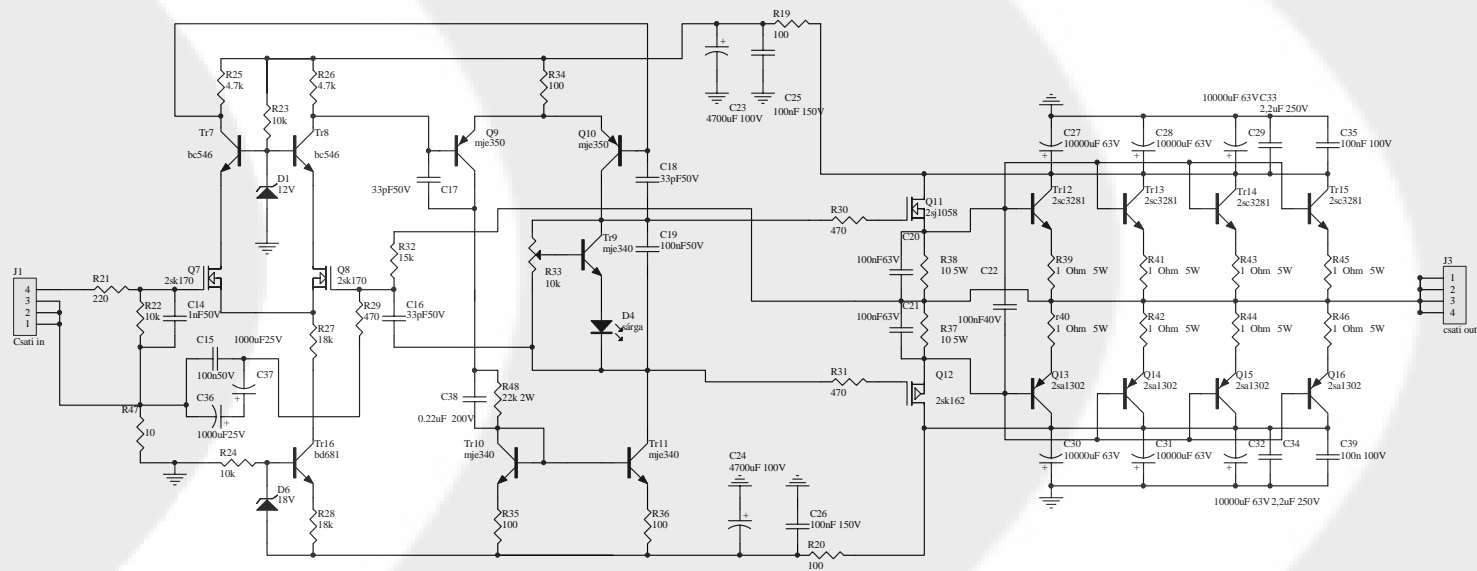 R19
100
R25
4.7k
R26
4.7k
R34
100
R23
10k
C23
4700uF 100V
C25
100nF 150V
10000uF 63V
C33
2,2uF 250V
Tr7
bc546
Tr8
bc546
Q9
mje350
Q10
mje350
C27
10000uF 63V
C28
10000uF 63V
C29
C35
100nF 100V
D1
12V
33pF50V
C17
C18
33pF50V
Tr12
2sc3281
Tr13
2sc3281
Tr14
2sc3281
Tr15
2sc3281
R30
470
Q11
2sj1058
C20
R32
15k
Tr9
mje340
C19
100nF50V
J1
4
3
2
1
Csati in
R21
220
Q7
2sk170
Q8
2sk170
R33
10k
100nF63V
R38
10 5W
C22
R39
1 Ohm 5W
R41
1 Ohm 5W
R43
1 Ohm 5W
R45
1 Ohm 5W
J3
1
2
3
4
csati out
R22
10k
C14
1nF50V
R29
470
C16
33pF50V
D4
sárga
C21
100nF63V
100nF40V
R27
18k
R37
10 5W
r40
1 Ohm 5W
R42
1 Ohm 5W
R44
1 Ohm 5W
R46
1 Ohm 5W
C15
100n50V
1000uF25V
C37
C36
1000uF25V
R31
470
Q12
2sk162
Q13
2sa1302
Q14
2sa1302
Q15
2sa1302
Q16
2sa1302
R47
10
R48
22k 2W
C38
0.22uF 200V
R24
10k
Tr16
bd681
Tr10
mje340
Tr11
mje340
C24
4700uF 100V
C30
10000uF 63V
C31
10000uF 63V
C32
C34
C39
100n 100V
D6
18V
R28
18k
R35
100
R36
100
C26
100nF 150V
10000uF 63V
2,2uF 250V
R20
100